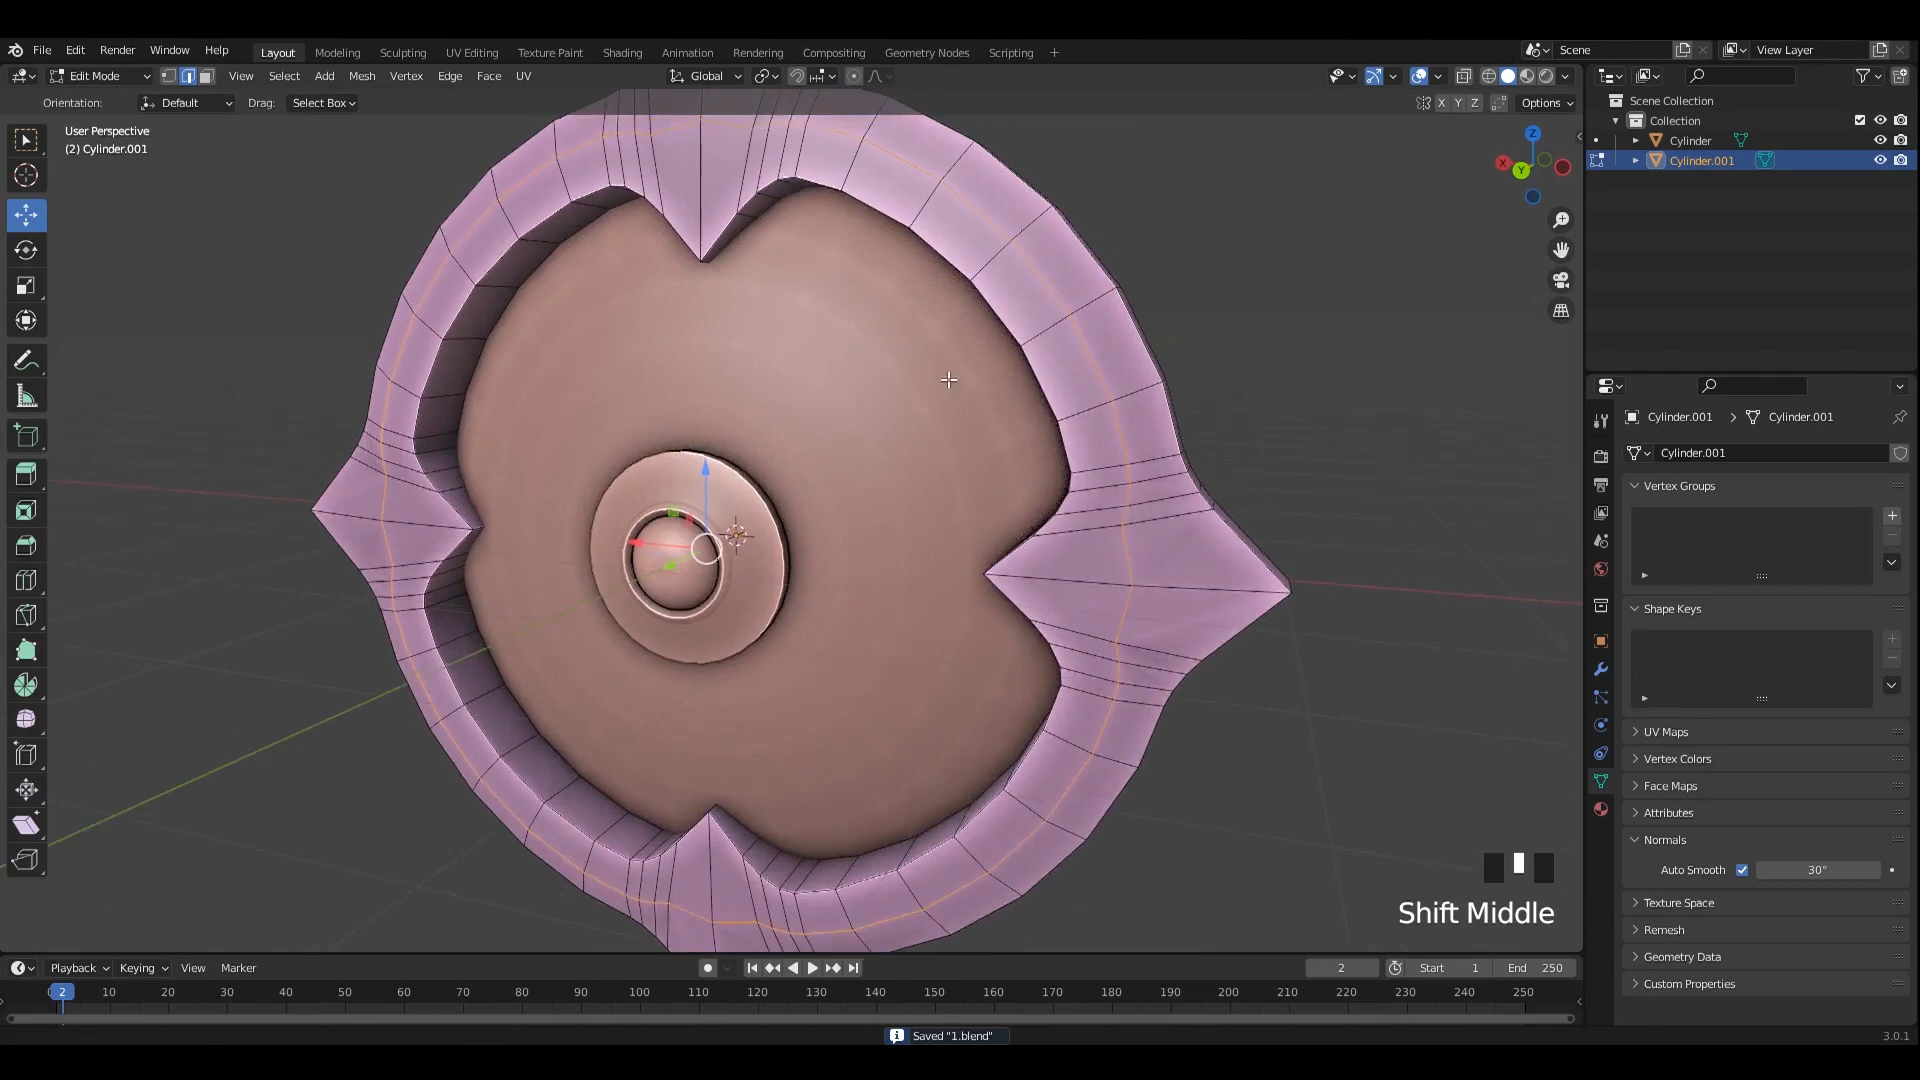 File Edit Render Window Help Layout Modeling Sculpting UV Editing Texture Paint Shading Animation Rendering Compositing Geometry Nodes Scripting + Scene View Layer
Edit Mode View Select Add Mesh Vertex Edge Face UV Global
Orientation: Default Drag: Select Box X Y Z Options
User Perspective
(2) Cylinder.001
Z
X
Y
Scene Collection
Collection
Cylinder
Cylinder.001
Cylinder.001 Cylinder.001
Cylinder.001
Vertex Groups
Shape Keys
UV Maps
Vertex Colors
Face Maps
Attributes
Normals
Auto Smooth 30°
Texture Space
Remesh
Geometry Data
Custom Properties
Shift Middle
Playback Keying View Marker 2 Start 1 End 250
2 10 20 30 40 50 60 70 80 90 100 110 120 130 140 150 160 170 180 190 200 210 220 230 240 250
Saved "1.blend"
3.0.1